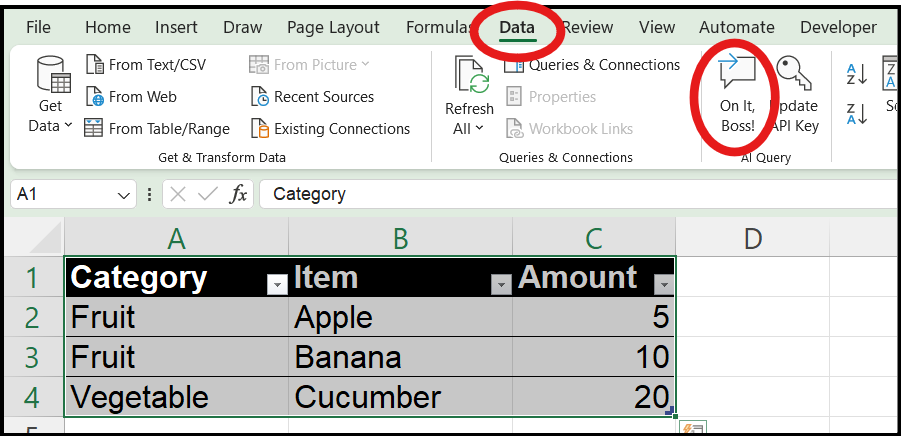 File Home Insert Draw Page Layout Formulas Data Review View Automate Developer
Get Data
From Text/CSV
From Web
From Table/Range
From Picture
Recent Sources
Existing Connections
Get & Transform Data
Refresh All
Queries & Connections
Properties
Workbook Links
Queries & Connections
On It, Boss!
Update API Key
AI Query
A
Z
Z
A
Z
A
A1 fx Category
A B C D
1 Category Item Amount
2 Fruit Apple 5
3 Fruit Banana 10
4 Vegetable Cucumber 20